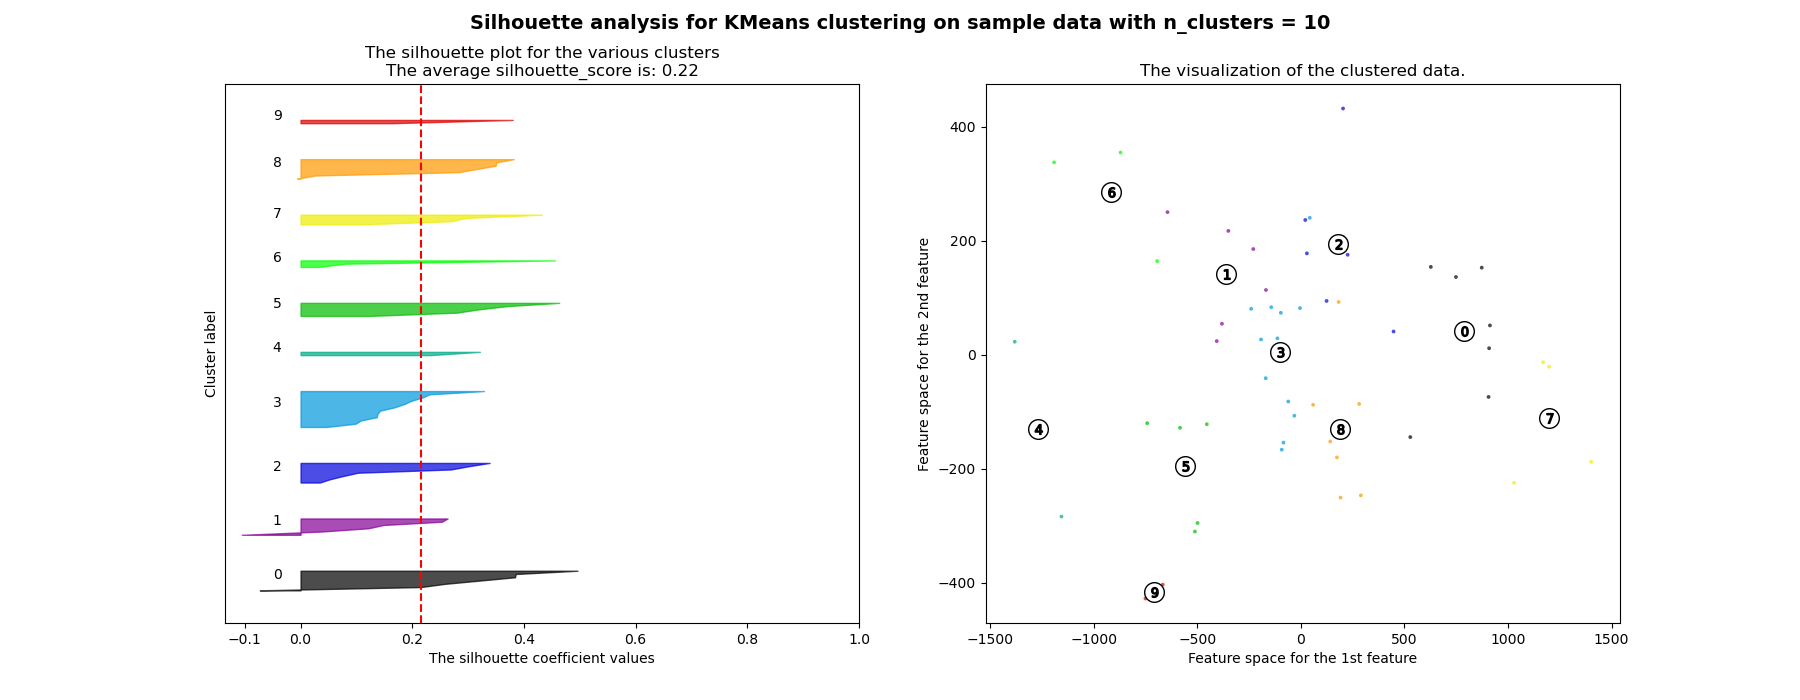 Silhouette analysis for KMeans clustering on sample data with n_clusters = 10
The silhouette plot for the various clusters
The average silhouette_score is: 0.22
Cluster label
9
8
7
6
5
4
3
2
1
0
−0.1 0.0 0.2 0.4 0.6 0.8 1.0
The silhouette coefficient values
The visualization of the clustered data.
Feature space for the 2nd feature
400
200
0
−200
−400
6
2
1
0
3
7
4
8
5
9
−1500 −1000 −500 0 500 1000 1500
Feature space for the 1st feature